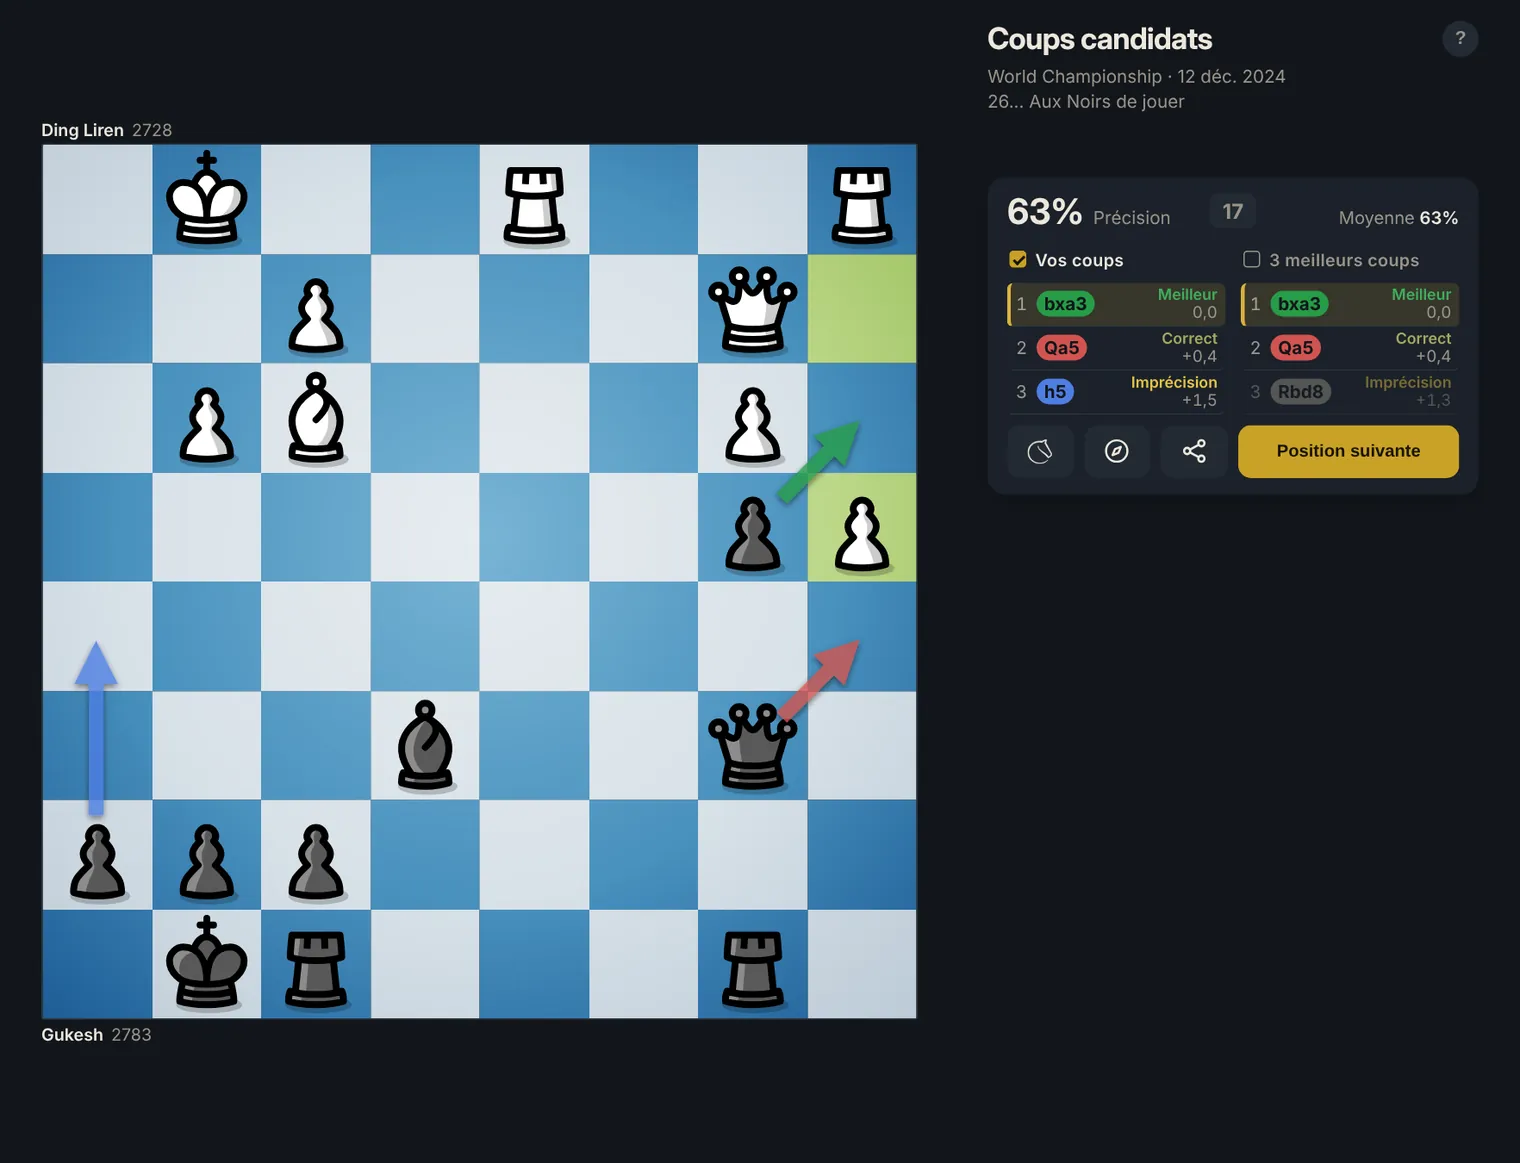 Coups candidats
?
World Championship · 12 déc. 2024
26... Aux Noirs de jouer
Ding Liren 2728
63% Précision 17 Moyenne 63%
Vos coups
3 meilleurs coups
1 bxa3 Meilleur 0,0
1 bxa3 Meilleur 0,0
2 Qa5 Correct +0,4
2 Qa5 Correct +0,4
3 h5 Imprécision +1,5
3 Rbd8 Imprécision +1,3
Position suivante
Gukesh 2783